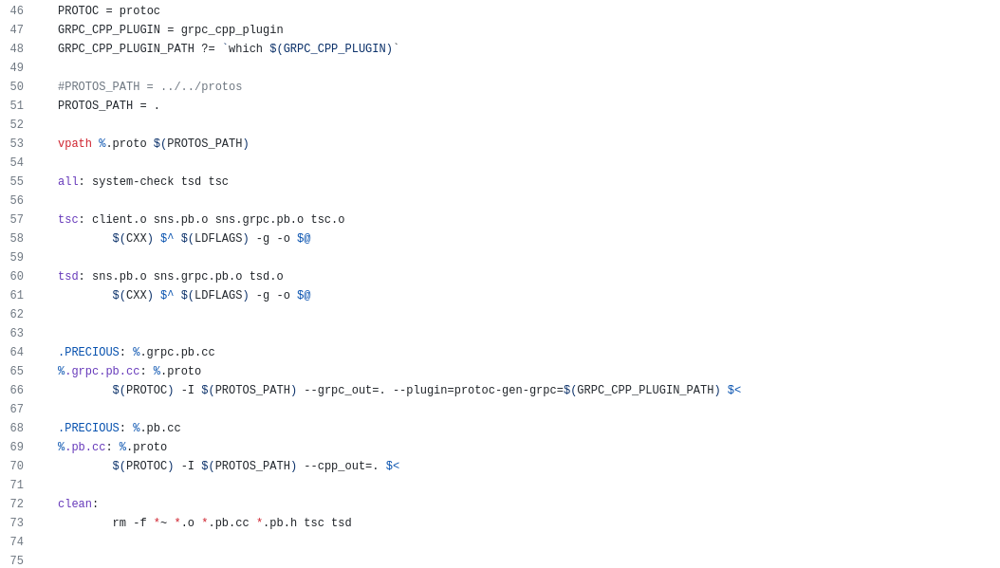 46 PROTOC = protoc
47 GRPC_CPP_PLUGIN = grpc_cpp_plugin
48 GRPC_CPP_PLUGIN_PATH ?= `which $(GRPC_CPP_PLUGIN)`
49
50 #PROTOS_PATH = ../../protos
51 PROTOS_PATH = .
52
53 vpath %.proto $(PROTOS_PATH)
54
55 all: system-check tsd tsc
56
57 tsc: client.o sns.pb.o sns.grpc.pb.o tsc.o
58         $(CXX) $^ $(LDFLAGS) -g -o $@
59
60 tsd: sns.pb.o sns.grpc.pb.o tsd.o
61         $(CXX) $^ $(LDFLAGS) -g -o $@
62
63
64 .PRECIOUS: %.grpc.pb.cc
65 %.grpc.pb.cc: %.proto
66         $(PROTOC) -I $(PROTOS_PATH) --grpc_out=. --plugin=protoc-gen-grpc=$(GRPC_CPP_PLUGIN_PATH) $<
67
68 .PRECIOUS: %.pb.cc
69 %.pb.cc: %.proto
70         $(PROTOC) -I $(PROTOS_PATH) --cpp_out=. $<
71
72 clean:
73         rm -f *~ *.o *.pb.cc *.pb.h tsc tsd
74
75